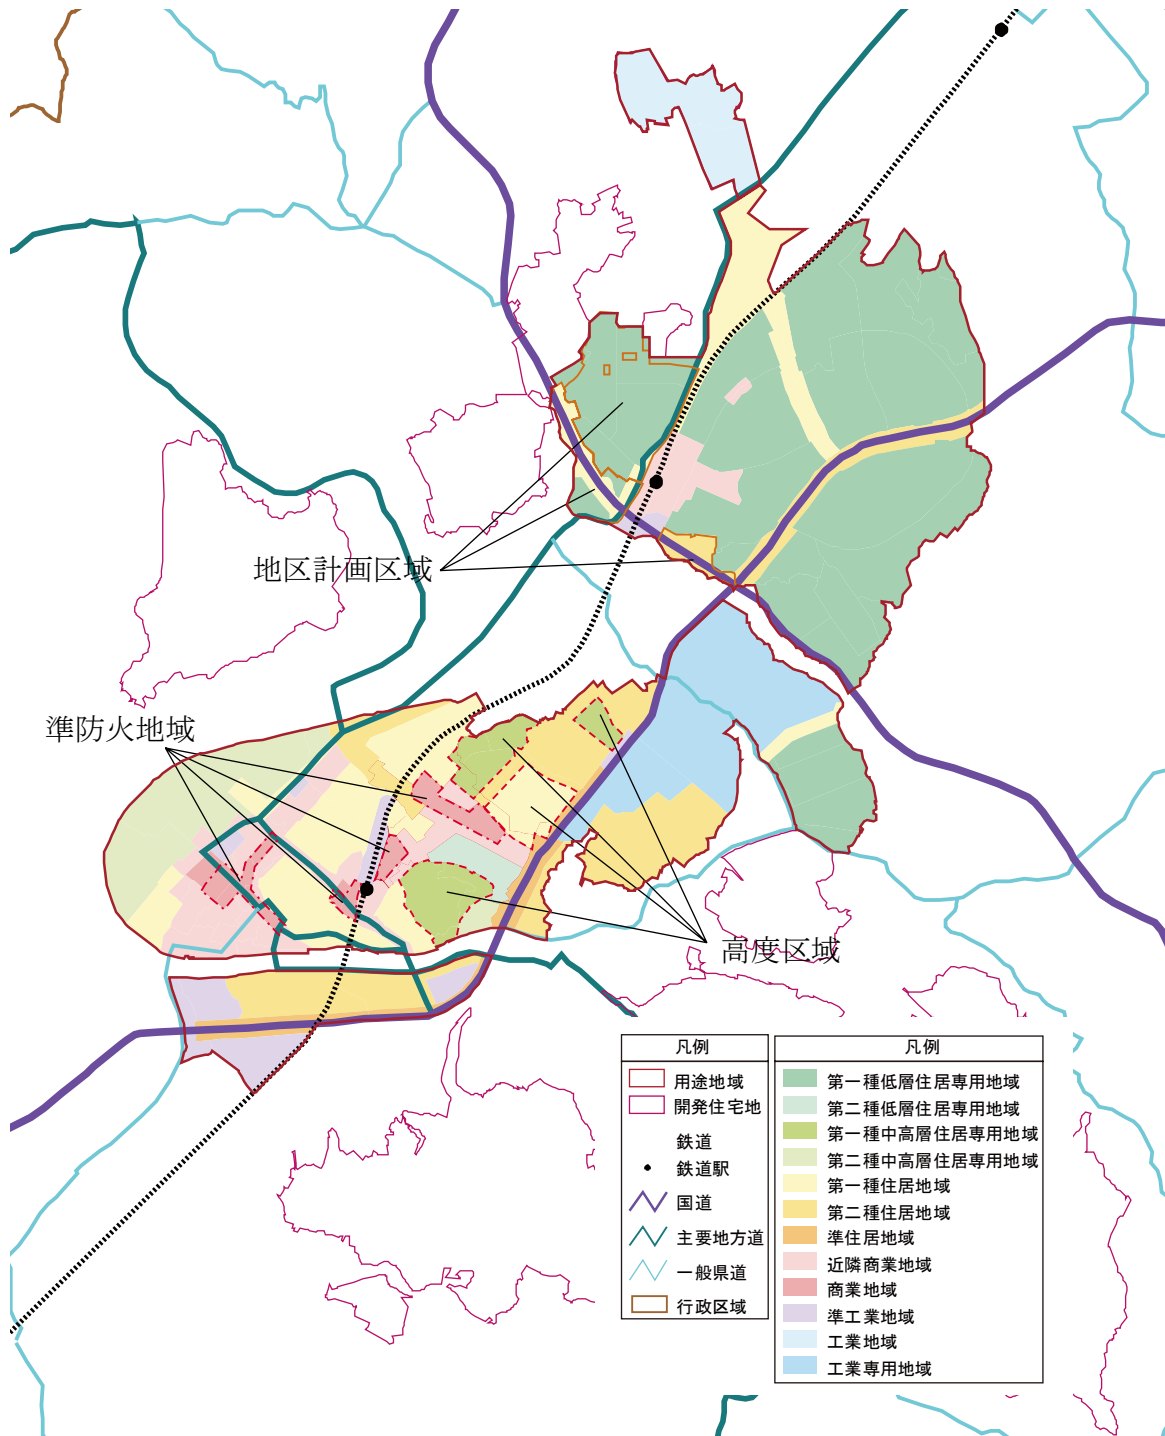 地区計画区域
準防火地域
高度区域
凡例
用途地域
開発住宅地
鉄道
鉄道駅
国道
主要地方道
一般県道
行政区域
凡例
第一種低層住居専用地域
第二種低層住居専用地域
第一種中高層住居専用地域
第二種中高層住居専用地域
第一種住居地域
第二種住居地域
準住居地域
近隣商業地域
商業地域
準工業地域
工業地域
工業専用地域